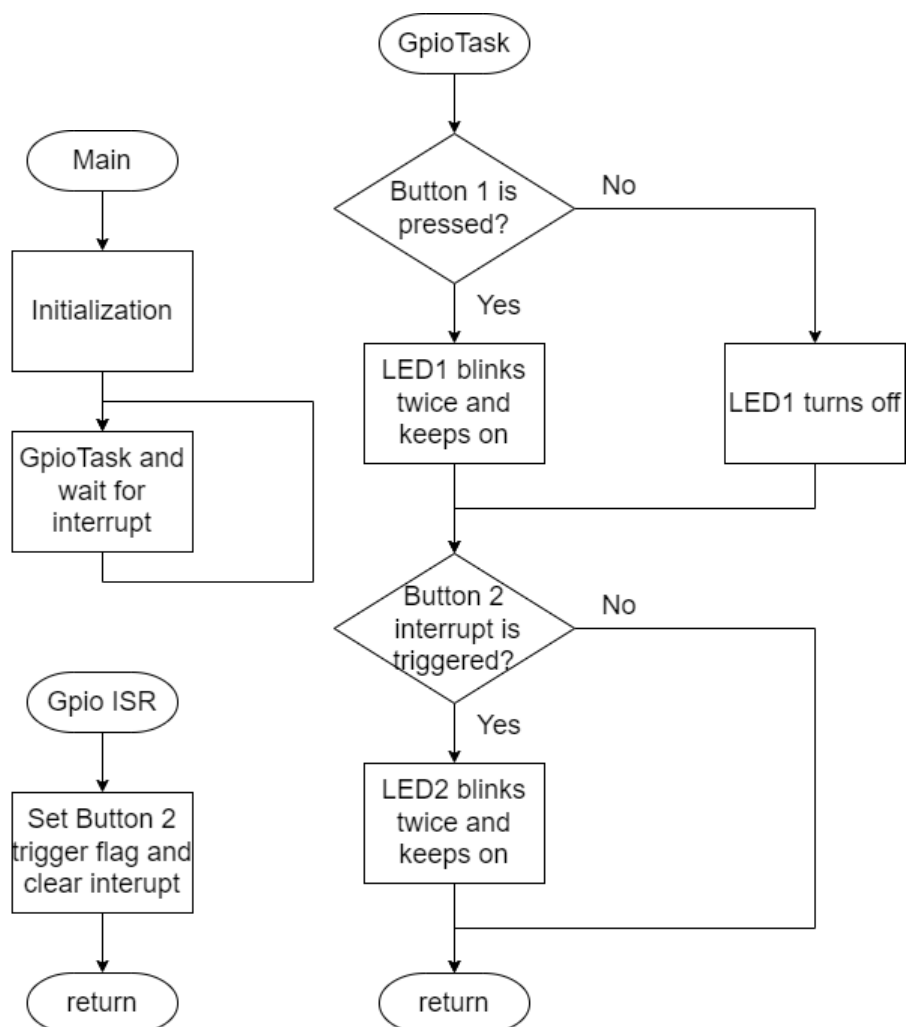 Main
Initialization
GpioTask and
wait for
interrupt
Gpio ISR
Set Button 2
trigger flag and
clear interupt
return
GpioTask
Button 1 is
pressed?
No
Yes
LED1 blinks
twice and
keeps on
LED1 turns off
Button 2
interrupt is
triggered?
No
Yes
LED2 blinks
twice and
keeps on
return